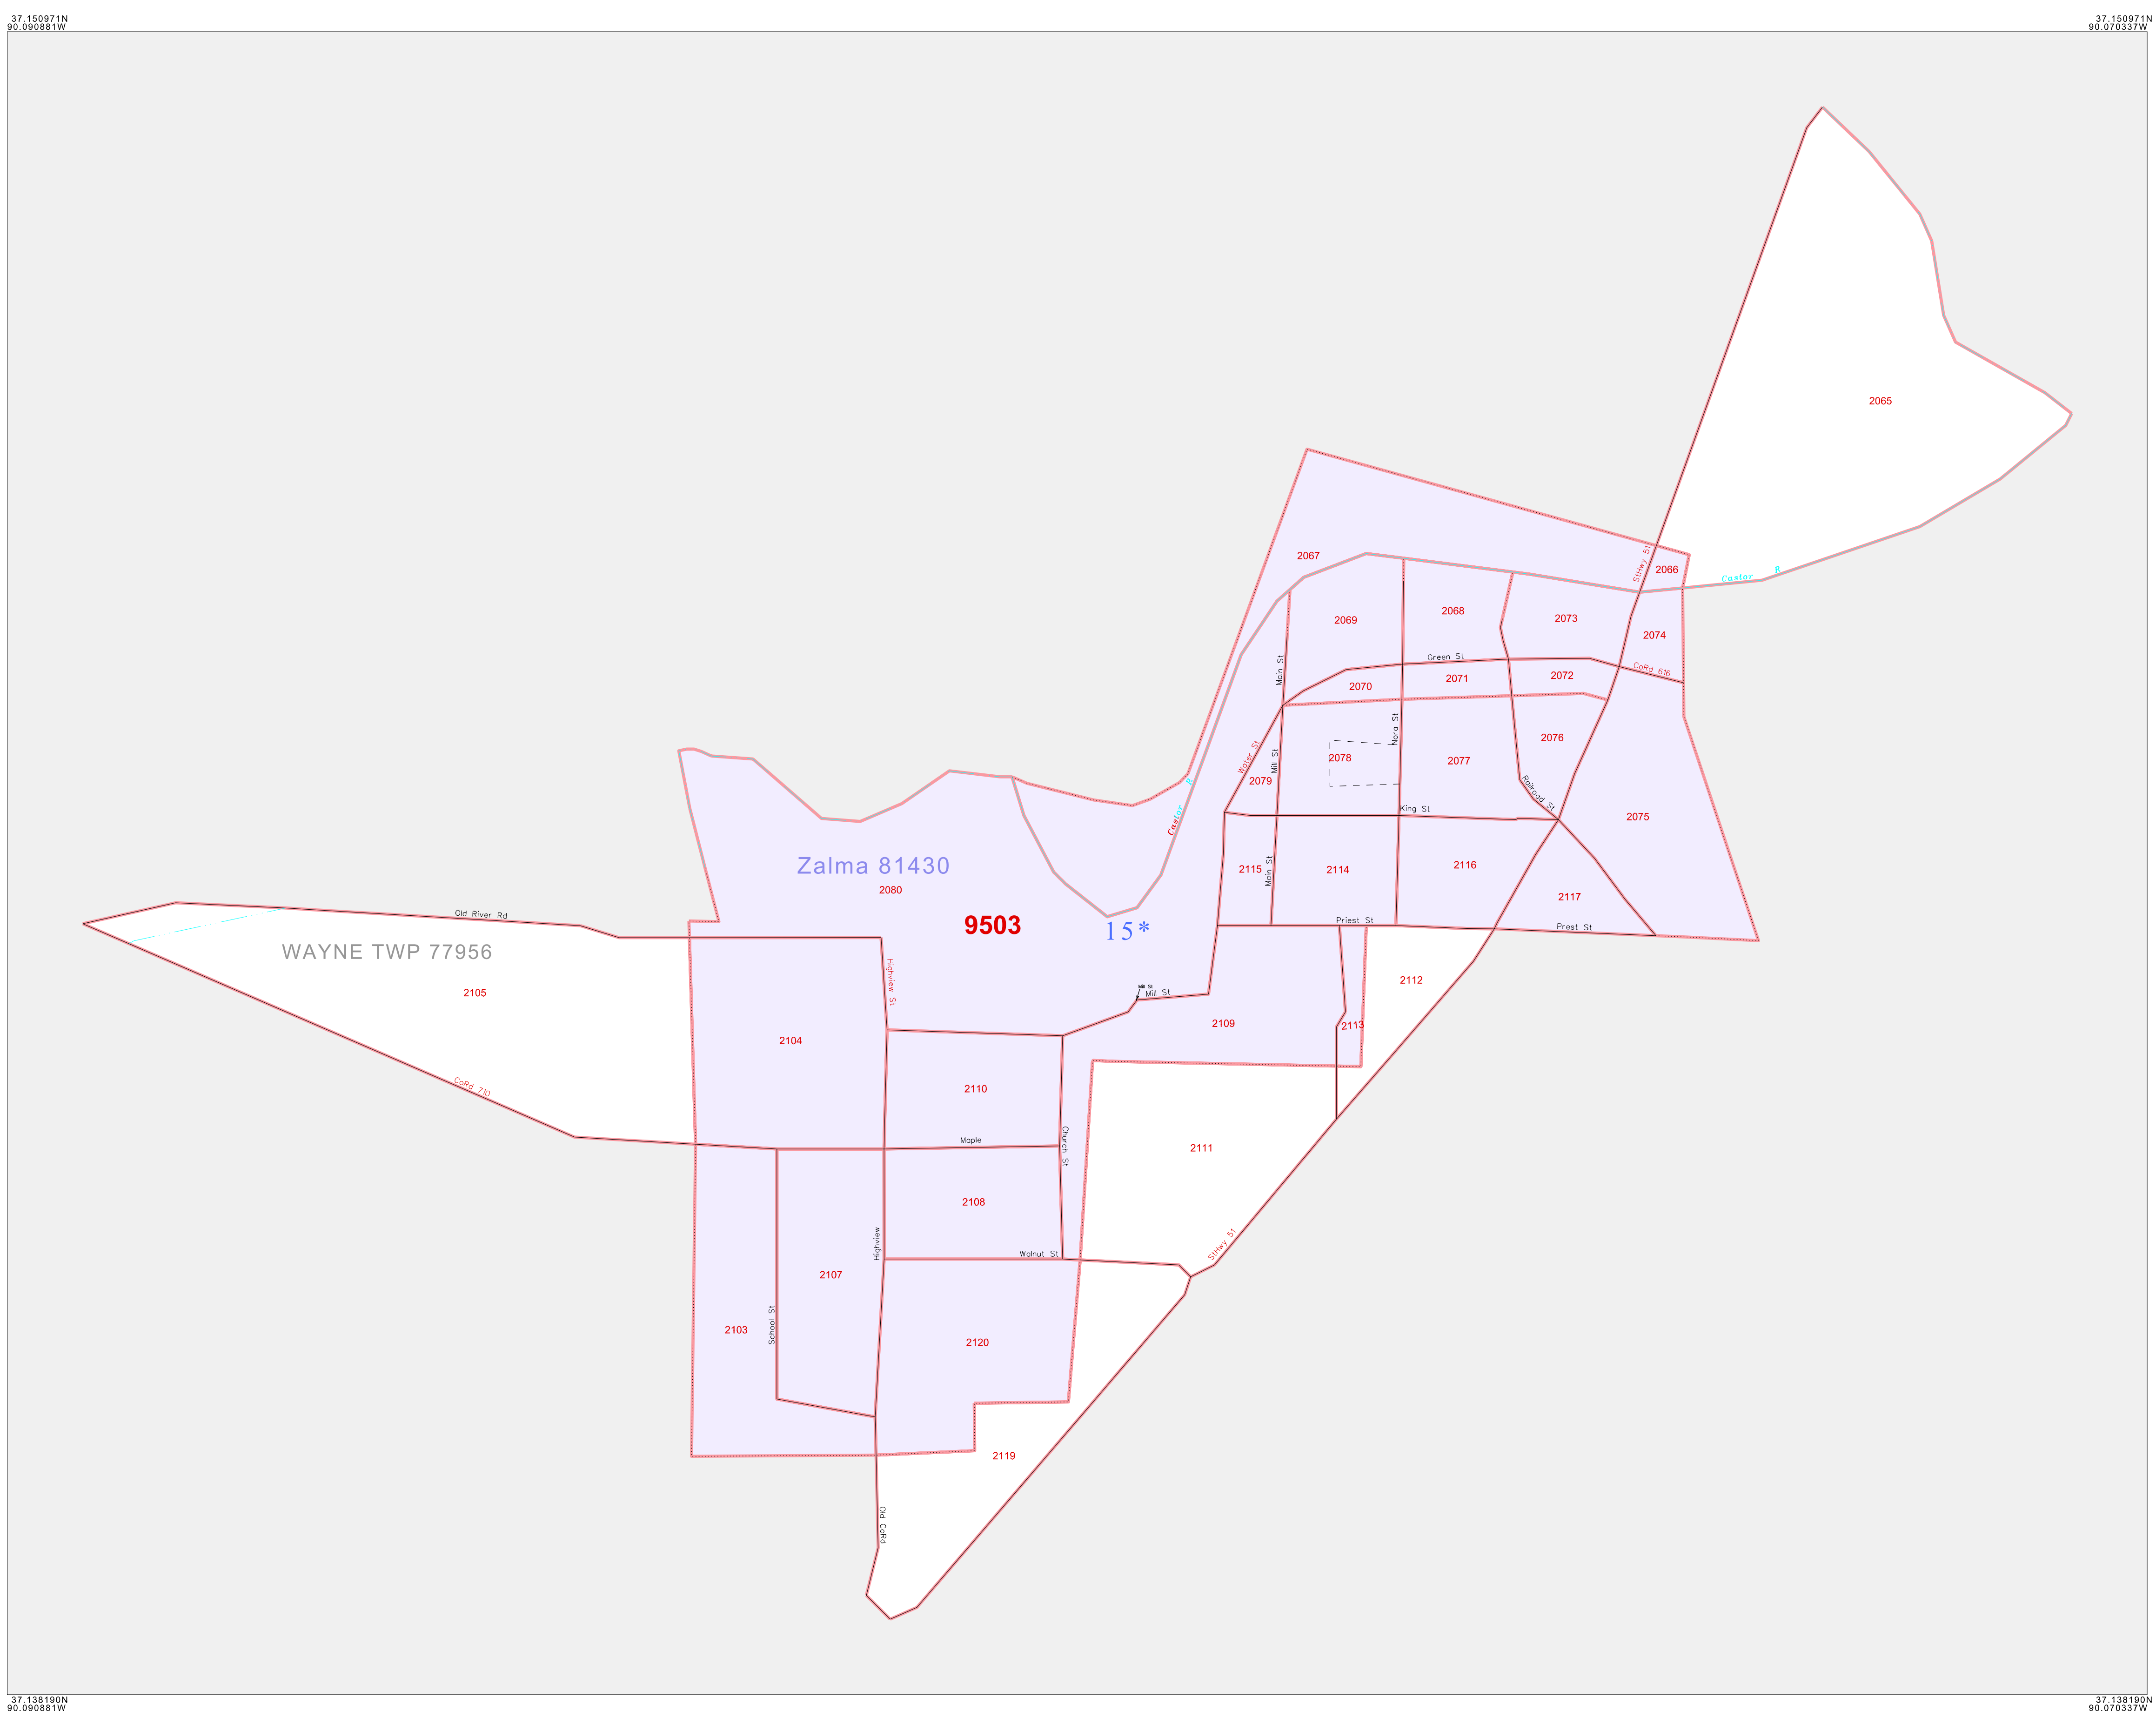 37.150971N
90.090881W
37.150971N
90.070337W
2065
StHwy 51
2067
2066
Castor R
2069
2068
2073
2074
Main St
Green St
CoRd 616
2070
2071
2072
Nora St
2076
Water St
Mill St
2078
2077
2079
Railroad St
King St
Castor R
2075
Zalma 81430
2080
2115
Main St
2114
2116
2117
Old River Rd
9503
15*
Priest St
Prest St
WAYNE TWP 77956
2105
Highview St
Mill St
Mill St
2112
2109
2113
2104
CoRd 710
2110
Maple
Church St
2111
2108
Highview
Walnut St
StHwy 51
2107
School St
2103
2120
2119
Old CoRd
37.138190N
90.090881W
37.138190N
90.070337W